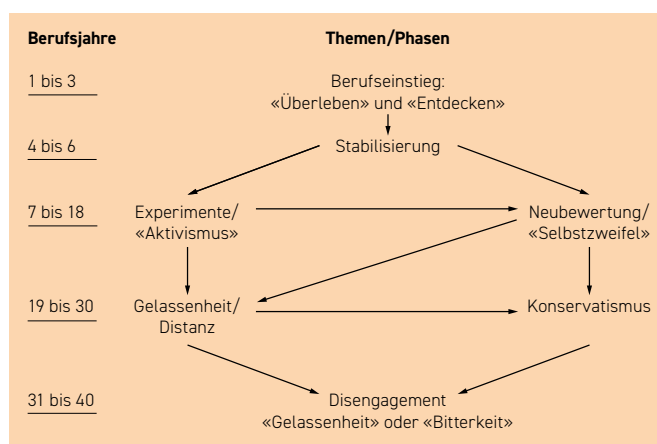 Berufsjahre Themen/Phasen
1 bis 3 Berufseinstieg:
«Überleben» und «Entdecken»
4 bis 6 Stabilisierung
7 bis 18 Experimente/ Neubewertung/
«Aktivismus» «Selbstzweifel»
19 bis 30 Gelassenheit/ Konservatismus
Distanz
31 bis 40 Disengagement
«Gelassenheit» oder «Bitterkeit»